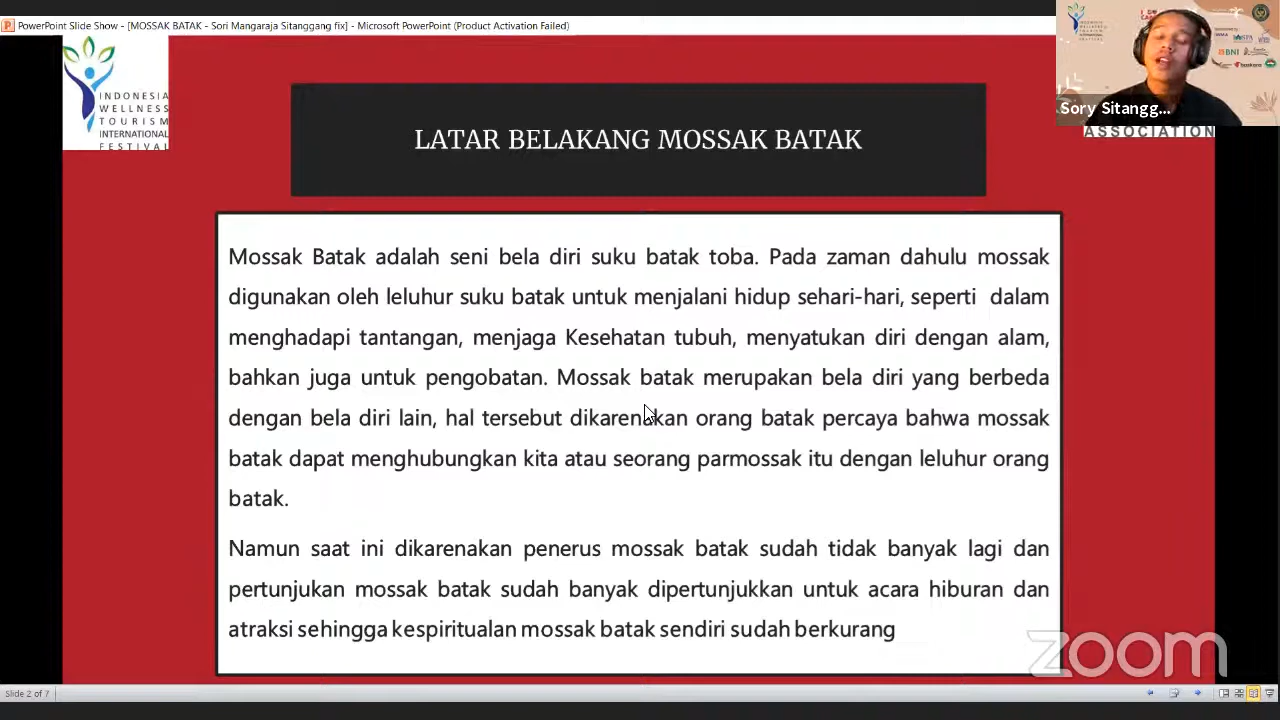 PowerPoint Slide Show - [MOSSAK BATAK - Sori Mangaraja Sitanggang fix] - Microsoft PowerPoint (Product Activation Failed)
INDONESIA
WELLNESS
TOURISM
INTERNATIONAL
FESTIVAL
Sory Sitangg...
ASSOCIATION
LATAR BELAKANG MOSSAK BATAK
Mossak Batak adalah seni bela diri suku batak toba. Pada zaman dahulu mossak
digunakan oleh leluhur suku batak untuk menjalani hidup sehari-hari, seperti dalam
menghadapi tantangan, menjaga Kesehatan tubuh, menyatukan diri dengan alam,
bahkan juga untuk pengobatan. Mossak batak merupakan bela diri yang berbeda
dengan bela diri lain, hal tersebut dikarenakan orang batak percaya bahwa mossak
batak dapat menghubungkan kita atau seorang parmossak itu dengan leluhur orang
batak.
Namun saat ini dikarenakan penerus mossak batak sudah tidak banyak lagi dan
pertunjukan mossak batak sudah banyak dipertunjukkan untuk acara hiburan dan
atraksi sehingga kespiritualan mossak batak sendiri sudah berkurang
zoom
Slide 2 of 7
BNI